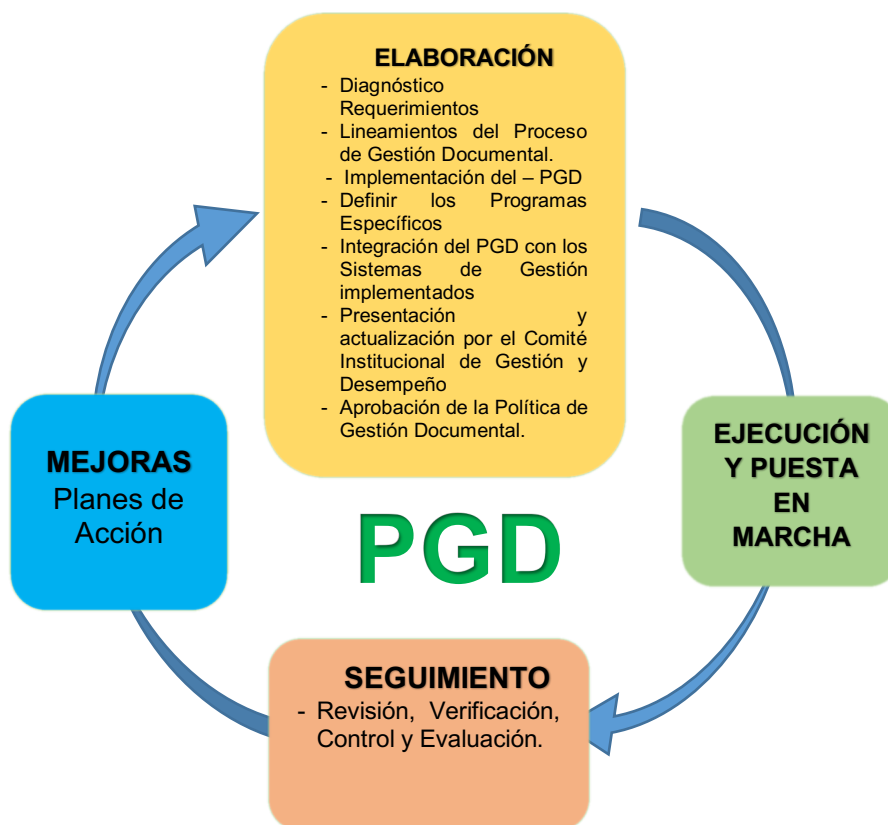 ELABORACIÓN
- Diagnóstico
Requerimientos
- Lineamientos del Proceso
de Gestión Documental.
- Implementación del – PGD
- Definir los Programas
Específicos
- Integración del PGD con los
Sistemas de Gestión
implementados
- Presentación y
actualización por el Comité
Institucional de Gestión y
Desempeño
- Aprobación de la Política de
Gestión Documental.
EJECUCIÓN
Y PUESTA
EN
MARCHA
MEJORAS
Planes de
Acción
PGD
SEGUIMIENTO
- Revisión, Verificación,
Control y Evaluación.